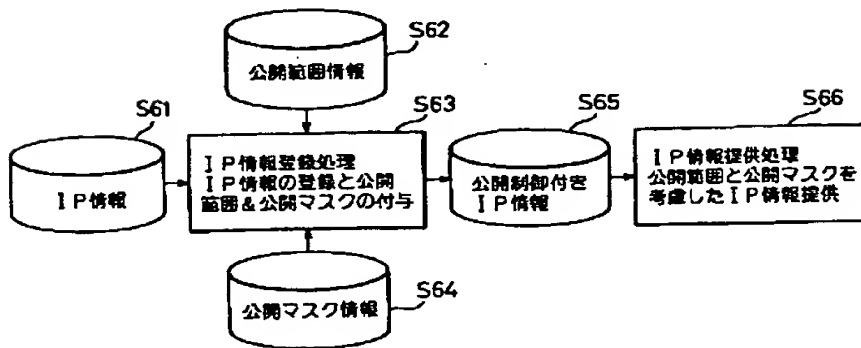 S62
公開範囲情報
S61
IP情報
S63
IP情報登録処理
IP情報の登録と公開
範囲&公開マスクの付与
S65
公開制御付き
IP情報
S66
IP情報提供処理
公開範囲と公開マスクを
考慮したIP情報提供
公開マスク情報
S64